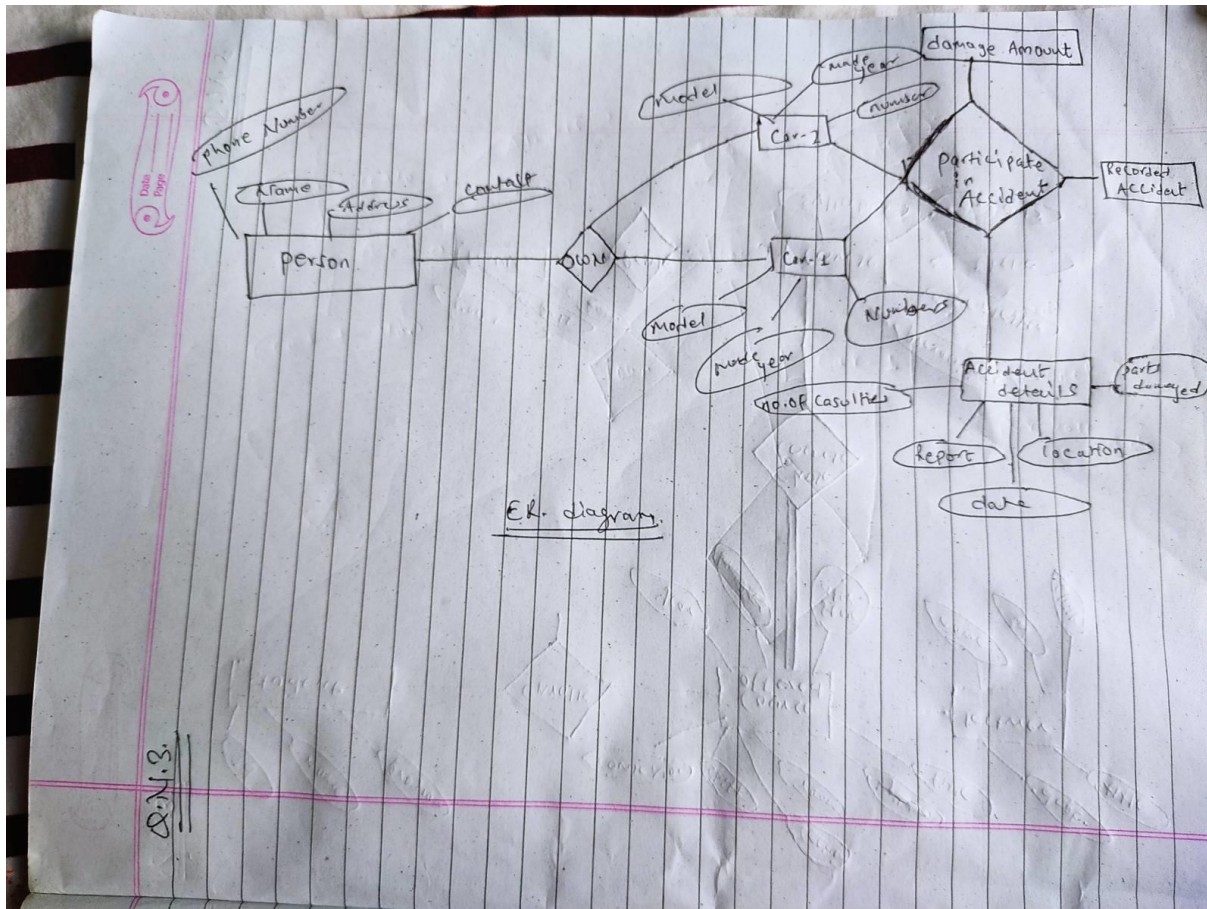 Date
Page
damage Amount
made
year
Model
number
Car-2
participate
in
Accident
Recorded
Accident
phone Number
Name
Address
contact
person
own
Car-1
Model
made year
Numbers
Accident
details
parts
damaged
no. of Casulties
Report
location
date
E.R. diagram.
Q.N.3.